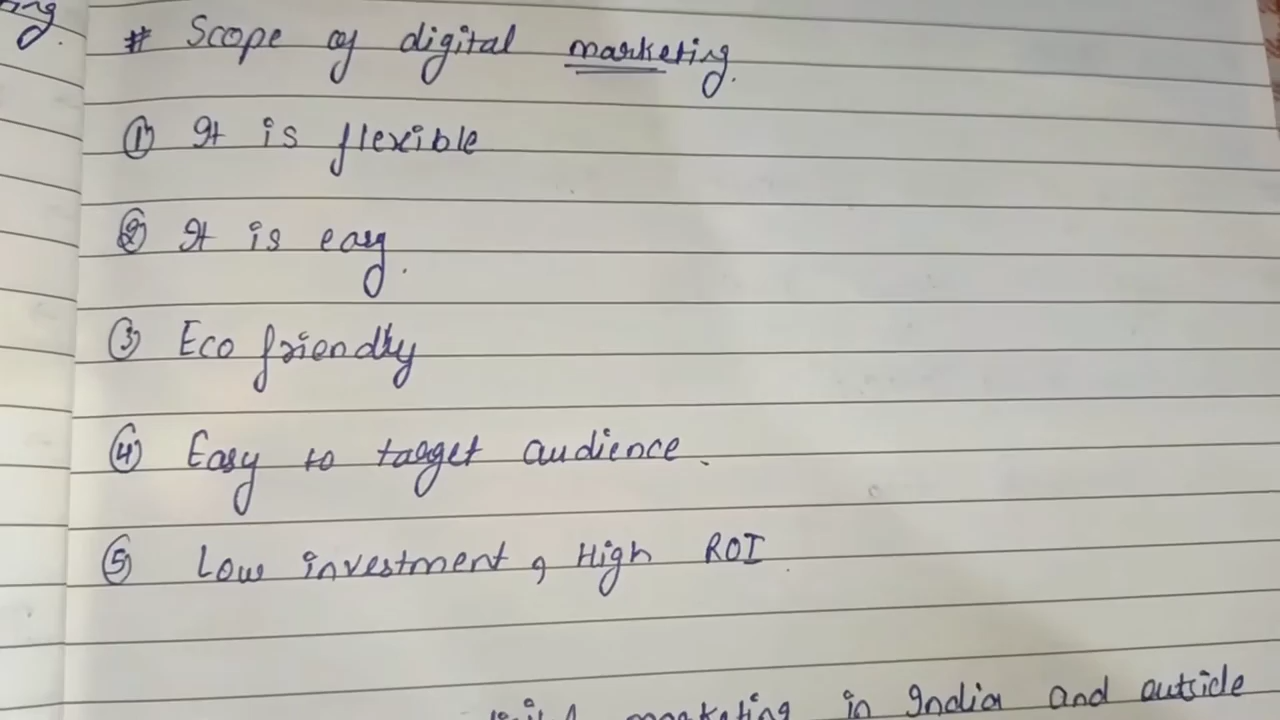 # Scope of digital marketing.
① It is flexible
② It is easy.
③ Eco friendly
④ Easy to target audience.
⑤ Low investment, High ROI
marketing in India and outside